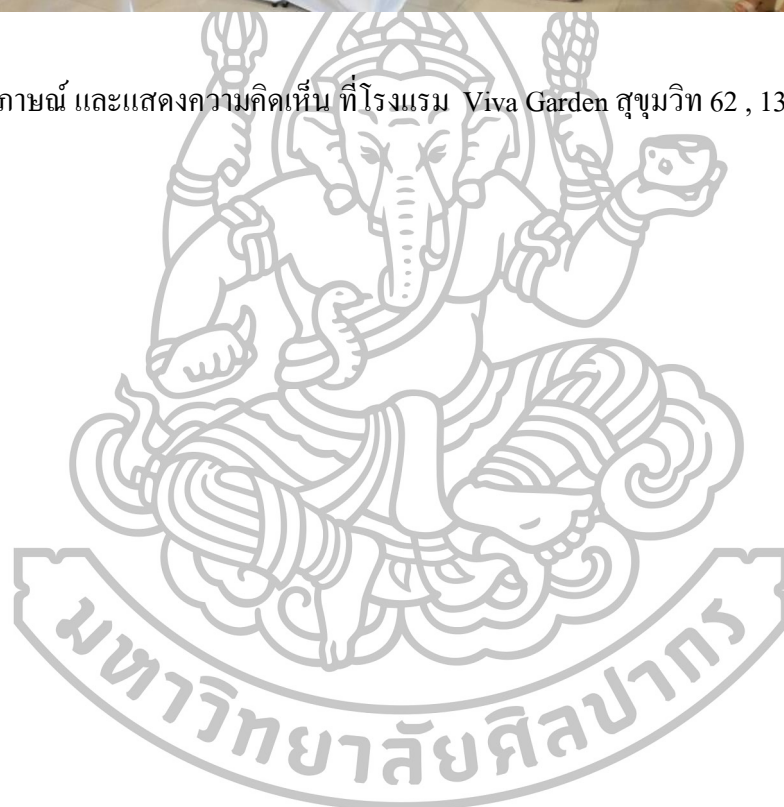 ภาษณ์ และแสดงความคิดเห็น ที่โรงแรม Viva Garden สุขุมวิท 62 , 13
มหาวิทยาลัยศิลปากร